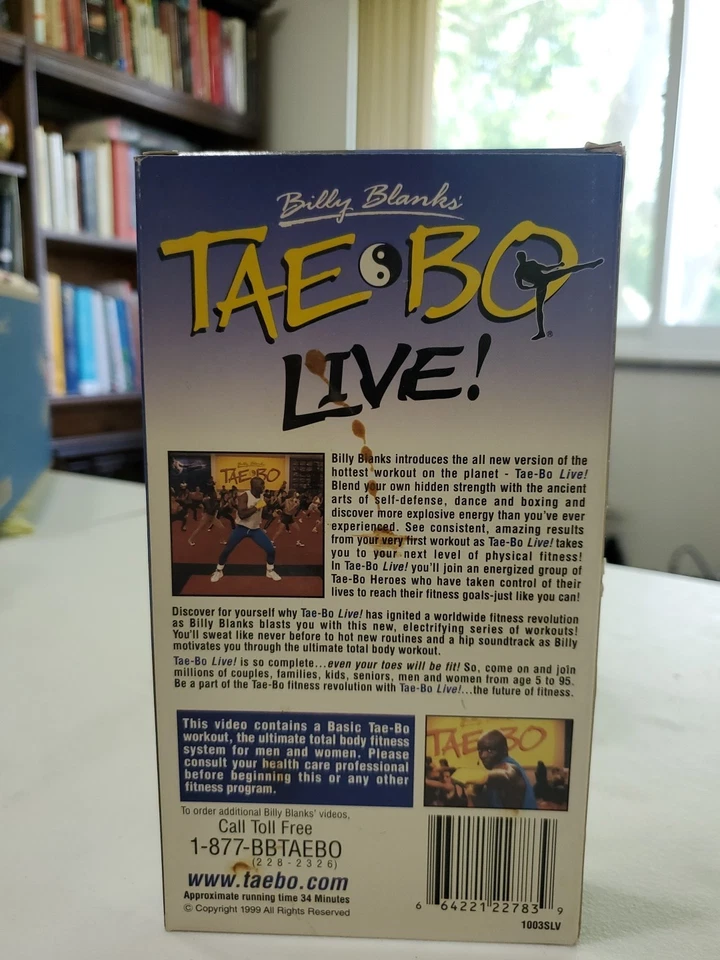 Billy Blanks'
TAE BO
®
LIVE!
TAE BO
Billy Blanks introduces the all new version of the
hottest workout on the planet - Tae-Bo Live!
Blend your own hidden strength with the ancient
arts of self-defense, dance and boxing and
discover more explosive energy than you've ever
experienced. See consistent, amazing results
from your very first workout as Tae-Bo Live! takes
you to your next level of physical fitness!
In Tae-Bo Live! you'll join an energized group of
Tae-Bo Heroes who have taken control of their
lives to reach their fitness goals-just like you can!
Discover for yourself why Tae-Bo Live! has ignited a worldwide fitness revolution
as Billy Blanks blasts you with this new, electrifying series of workouts!
You'll sweat like never before to hot new routines and a hip soundtrack as Billy
motivates you through the ultimate total body workout.
Tae-Bo Live! is so complete...even your toes will be fit! So, come on and join
millions of couples, families, kids, seniors, men and women from age 5 to 95.
Be a part of the Tae-Bo fitness revolution with Tae-Bo Live!...the future of fitness.
This video contains a Basic Tae-Bo
workout, the ultimate total body fitness
system for men and women. Please
consult your health care professional
before beginning this or any other
fitness program.
TAE BO
To order additional Billy Blanks' videos,
Call Toll Free
1-877-BBTAEBO
(228-2326)
www.taebo.com
Approximate running time 34 Minutes
© Copyright 1999 All Rights Reserved
6 64221 22783 9
1003SLV